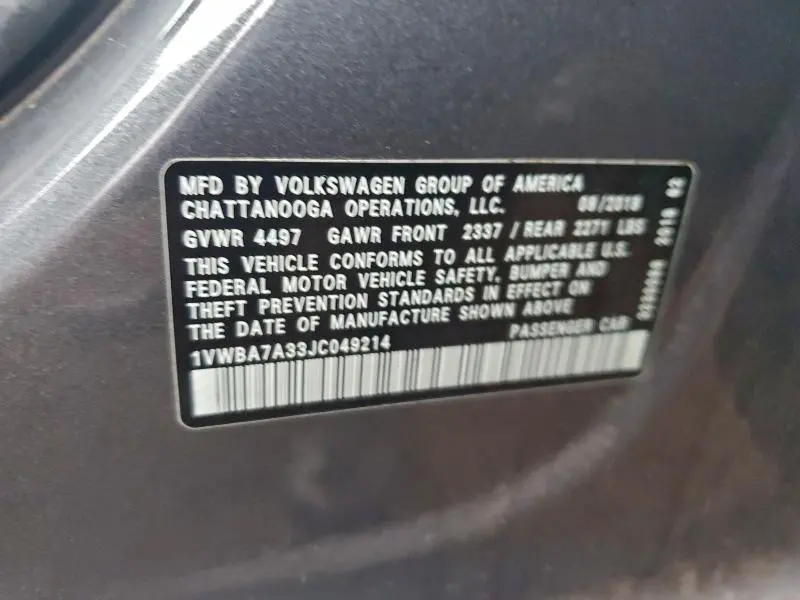 MFD BY VOLKSWAGEN GROUP OF AMERICA
CHATTANOOGA OPERATIONS, LLC. 08/2018
GVWR 4497 GAWR FRONT 2337 / REAR 2271 LBS
THIS VEHICLE CONFORMS TO ALL APPLICABLE U.S.
FEDERAL MOTOR VEHICLE SAFETY, BUMPER AND
THEFT PREVENTION STANDARDS IN EFFECT ON
THE DATE OF MANUFACTURE SHOWN ABOVE
1VWBA7A33JC049214 PASSENGER CAR